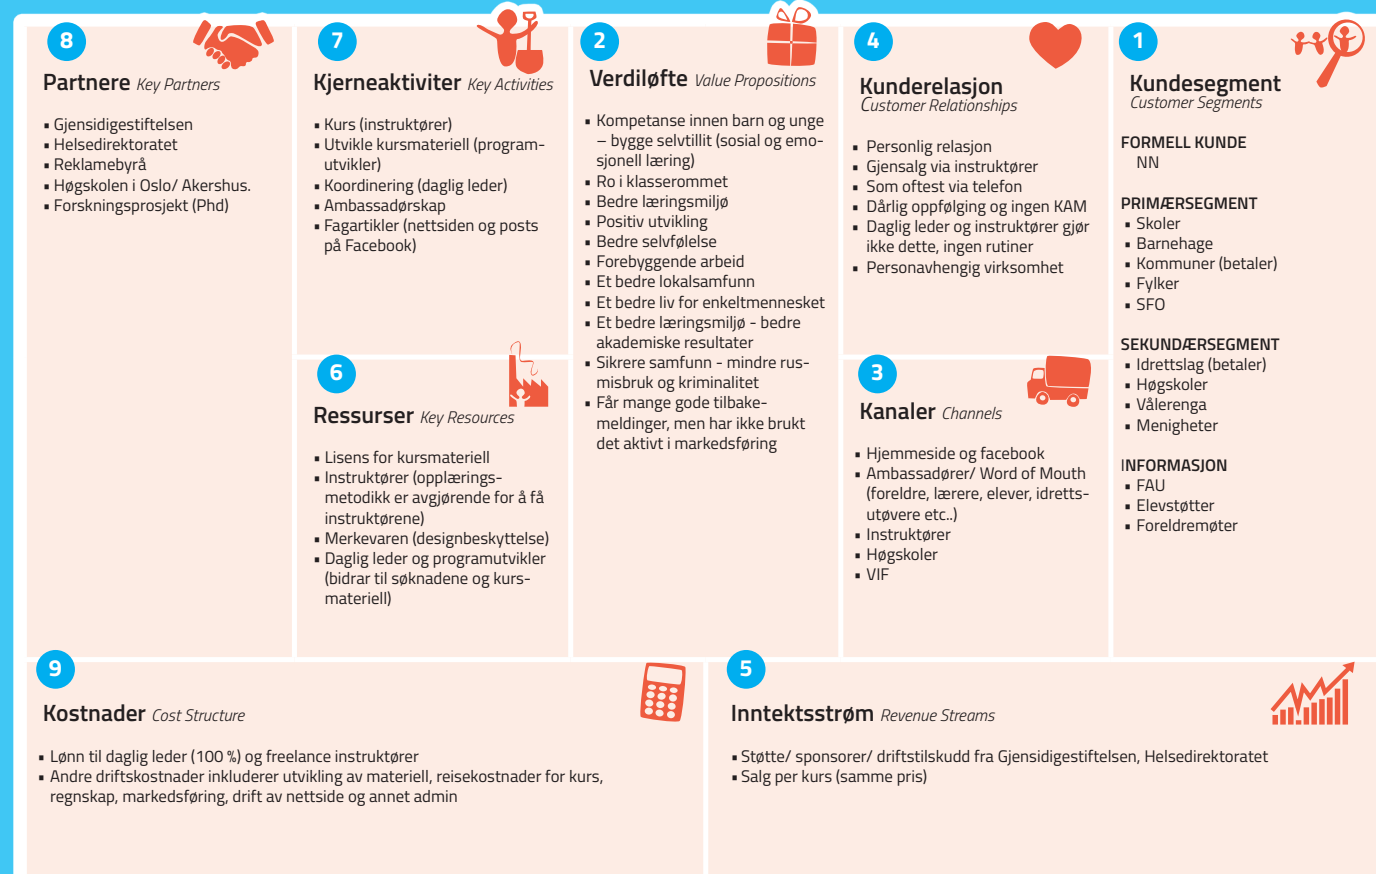 8
Partnere Key Partners
▪ Gjensidigestiftelsen
▪ Helsedirektoratet
▪ Reklamebyrå
▪ Høgskolen i Oslo/ Akershus.
▪ Forskningsprosjekt (Phd)
7
Kjerneaktiviter Key Activities
▪ Kurs (instruktører)
▪ Utvikle kursmateriell (program-
utvikler)
▪ Koordinering (daglig leder)
▪ Ambassadørskap
▪ Fagartikler (nettsiden og posts
på Facebook)
6
Ressurser Key Resources
▪ Lisens for kursmateriell
▪ Instruktører (opplærings-
metodikk er avgjørende for å få
instruktørene)
▪ Merkevaren (designbeskyttelse)
▪ Daglig leder og programutvikler
(bidrar til søknadene og kurs-
materiell)
2
Verdiløfte Value Propositions
▪ Kompetanse innen barn og unge
– bygge selvtillit (sosial og emo-
sjonell læring)
▪ Ro i klasserommet
▪ Bedre læringsmiljø
▪ Positiv utvikling
▪ Bedre selvfølelse
▪ Forebyggende arbeid
▪ Et bedre lokalsamfunn
▪ Et bedre liv for enkeltmennesket
▪ Et bedre læringsmiljø - bedre
akademiske resultater
▪ Sikrere samfunn - mindre rus-
misbruk og kriminalitet
▪ Får mange gode tilbake-
meldinger, men har ikke brukt
det aktivt i markedsføring
4
Kunderelasjon
Customer Relationships
▪ Personlig relasjon
▪ Gjensalg via instruktører
▪ Som oftest via telefon
▪ Dårlig oppfølging og ingen KAM
▪ Daglig leder og instruktører gjør
ikke dette, ingen rutiner
▪ Personavhengig virksomhet
3
Kanaler Channels
▪ Hjemmeside og facebook
▪ Ambassadører/ Word of Mouth
(foreldre, lærere, elever, idretts-
utøvere etc..)
▪ Instruktører
▪ Høgskoler
▪ VIF
1
Kundesegment
Customer Segments
FORMELL KUNDE
NN
PRIMÆRSEGMENT
▪ Skoler
▪ Barnehage
▪ Kommuner (betaler)
▪ Fylker
▪ SFO
SEKUNDÆRSEGMENT
▪ Idrettslag (betaler)
▪ Høgskoler
▪ Vålerenga
▪ Menigheter
INFORMASJON
▪ FAU
▪ Elevstøtter
▪ Foreldremøter
9
Kostnader Cost Structure
▪ Lønn til daglig leder (100 %) og freelance instruktører
▪ Andre driftskostnader inkluderer utvikling av materiell, reisekostnader for kurs,
regnskap, markedsføring, drift av nettside og annet admin
5
Inntektsstrøm Revenue Streams
▪ Støtte/ sponsorer/ driftstilskudd fra Gjensidigestiftelsen, Helsedirektoratet
▪ Salg per kurs (samme pris)